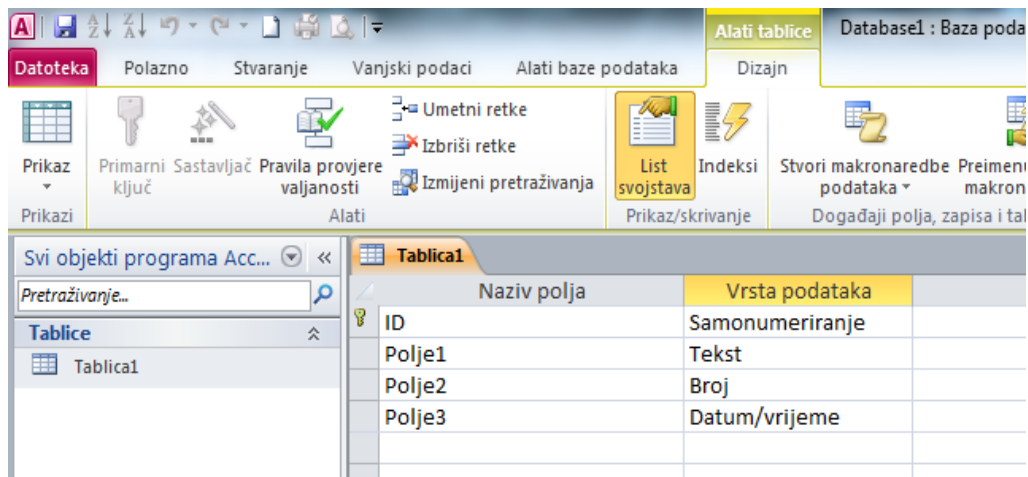 Alati tablice Database1 : Baza poda
Datoteka Polazno Stvaranje Vanjski podaci Alati baze podataka Dizajn
Prikaz
Primarni ključ
Sastavljač
Pravila provjere valjanosti
Umetni retke
Izbriši retke
Izmijeni pretraživanja
List svojstava
Indeksi
Stvori makronaredbe podataka
Preimenu
makron
Prikazi Alati Prikaz/skrivanje Događaji polja, zapisa i tal
Svi objekti programa Acc... «
Pretraživanje...
Tablice
Tablica1
Tablica1
Naziv polja Vrsta podataka
ID Samonumeriranje
Polje1 Tekst
Polje2 Broj
Polje3 Datum/vrijeme